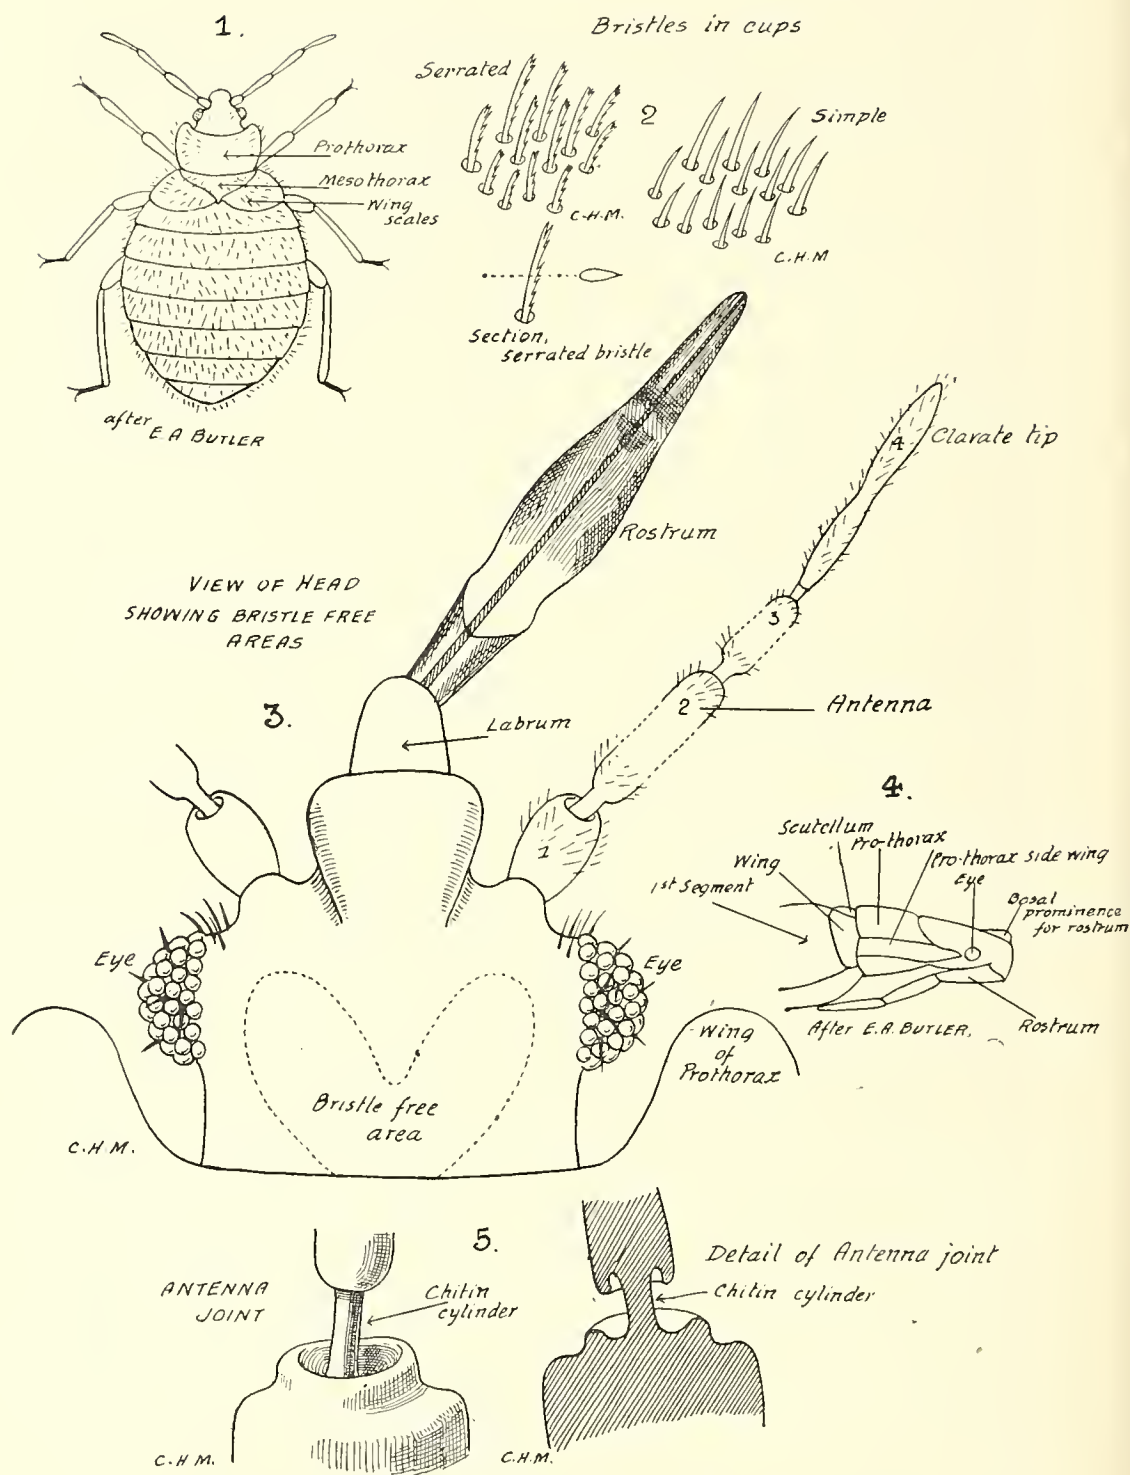 1.
Prothorax
Mesothorax
Wing
scales
after
E. A BUTLER
Bristles in cups
Serrated
2
Simple
C.H.M.
C.H.M
Section,
Serrated bristle
VIEW OF HEAD
SHOWING BRISTLE FREE
AREAS
Rostrum
4
Clavate tip
3
2
Antenna
3.
Labrum
1
Eye
Eye
Wing
of
Prothorax
Bristle free
area
C.H.M.
4.
Scutellum
Pro-thorax
Pro-thorax side wing
Wing
Eye
1st Segment
Basal
prominence
for rostrum
After E.A. BUTLER.
Rostrum
5.
ANTENNA
JOINT
Chitin
cylinder
C.H M.
Detail of Antenna joint
Chitin cylinder
C.H.M.